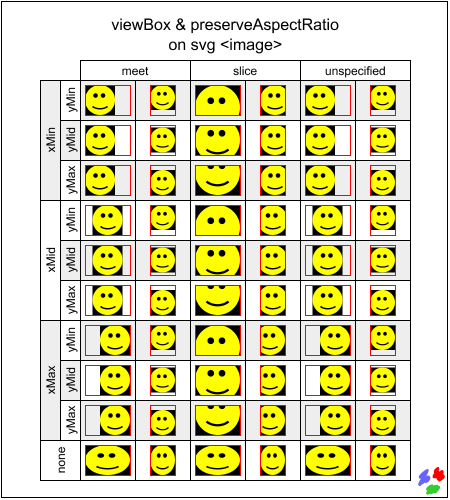 viewBox & preserveAspectRatio
on svg <image>
meet slice unspecified
xMin
yMin
yMid
yMax
xMid
yMin
yMid
yMax
xMax
yMin
yMid
yMax
none